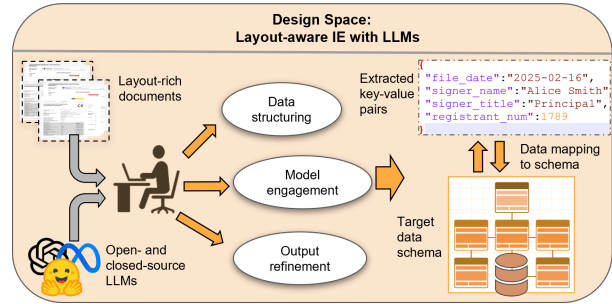 Design Space:
Layout-aware IE with LLMs
Layout-rich
documents
Open- and
closed-source
LLMs
Data
structuring
Model
engagement
Output
refinement
Extracted
key-value
pairs
{
"file_date":"2025-02-16",
"signer_name":"Alice Smith"
"signer_title":"Principal",
"registrant_num":1789
}
Data mapping
to schema
Target
data
schema